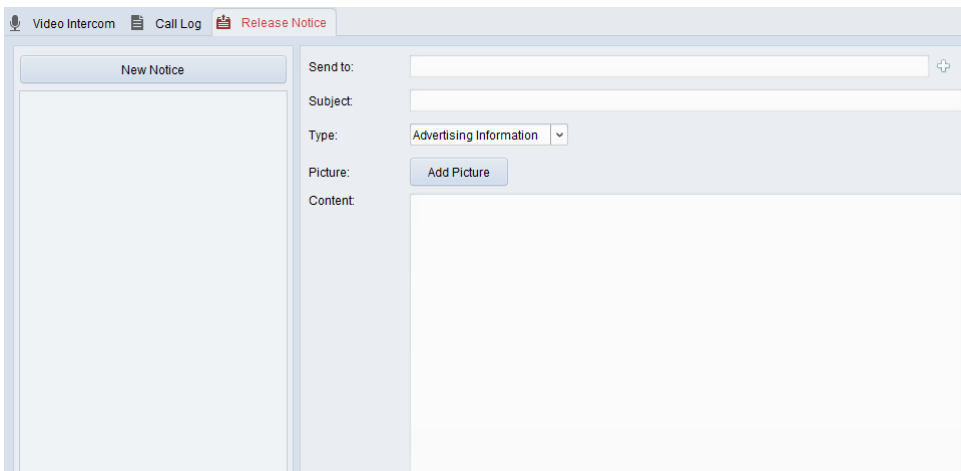 Video Intercom Call Log Release Notice
New Notice
Send to:
Subject:
Type: Advertising Information
Picture: Add Picture
Content: